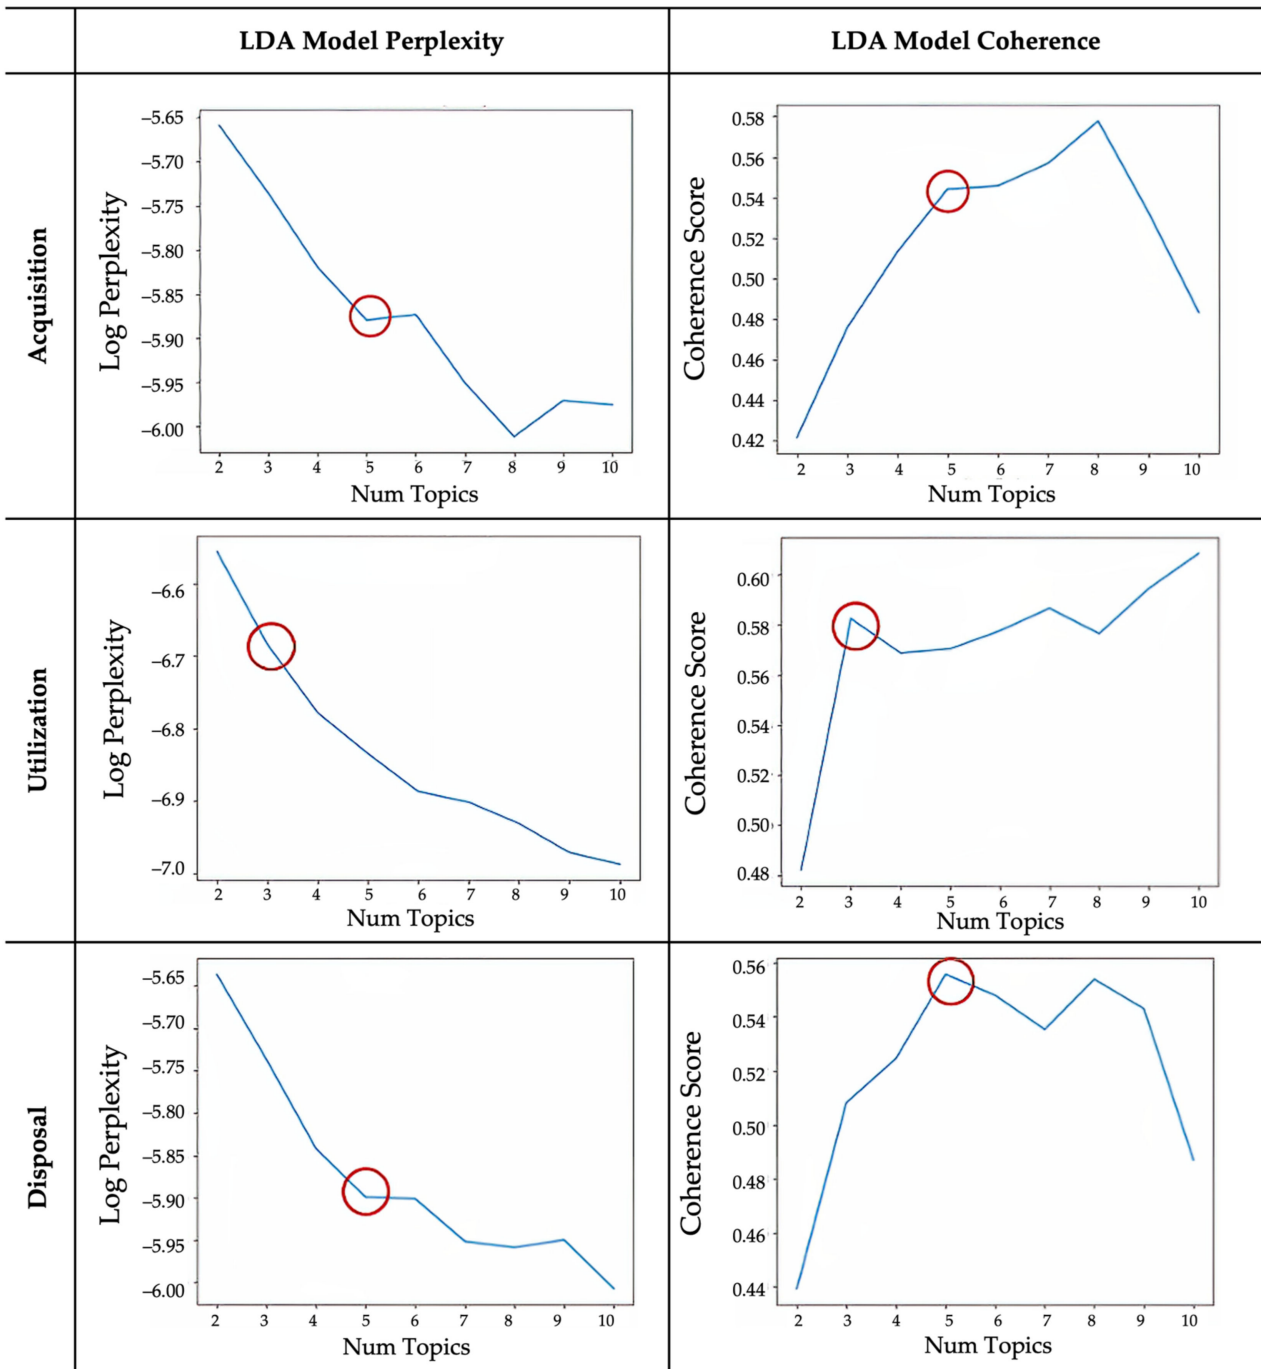 LDA Model Perplexity
LDA Model Coherence
Acquisition
Log Perplexity
−5.65
−5.70
−5.75
−5.80
−5.85
−5.90
−5.95
−6.00
2 3 4 5 6 7 8 9 10
Num Topics
Coherence Score
0.58
0.56
0.54
0.52
0.50
0.48
0.46
0.44
0.42
2 3 4 5 6 7 8 9 10
Num Topics
Utilization
Log Perplexity
−6.6
−6.7
−6.8
−6.9
−7.0
2 3 4 5 6 7 8 9 10
Num Topics
Coherence Score
0.60
0.58
0.56
0.54
0.52
0.50
0.48
2 3 4 5 6 7 8 9 10
Num Topics
Disposal
Log Perplexity
−5.65
−5.70
−5.75
−5.80
−5.85
−5.90
−5.95
−6.00
2 3 4 5 6 7 8 9 10
Num Topics
Coherence Score
0.56
0.54
0.52
0.50
0.48
0.46
0.44
2 3 4 5 6 7 8 9 10
Num Topics